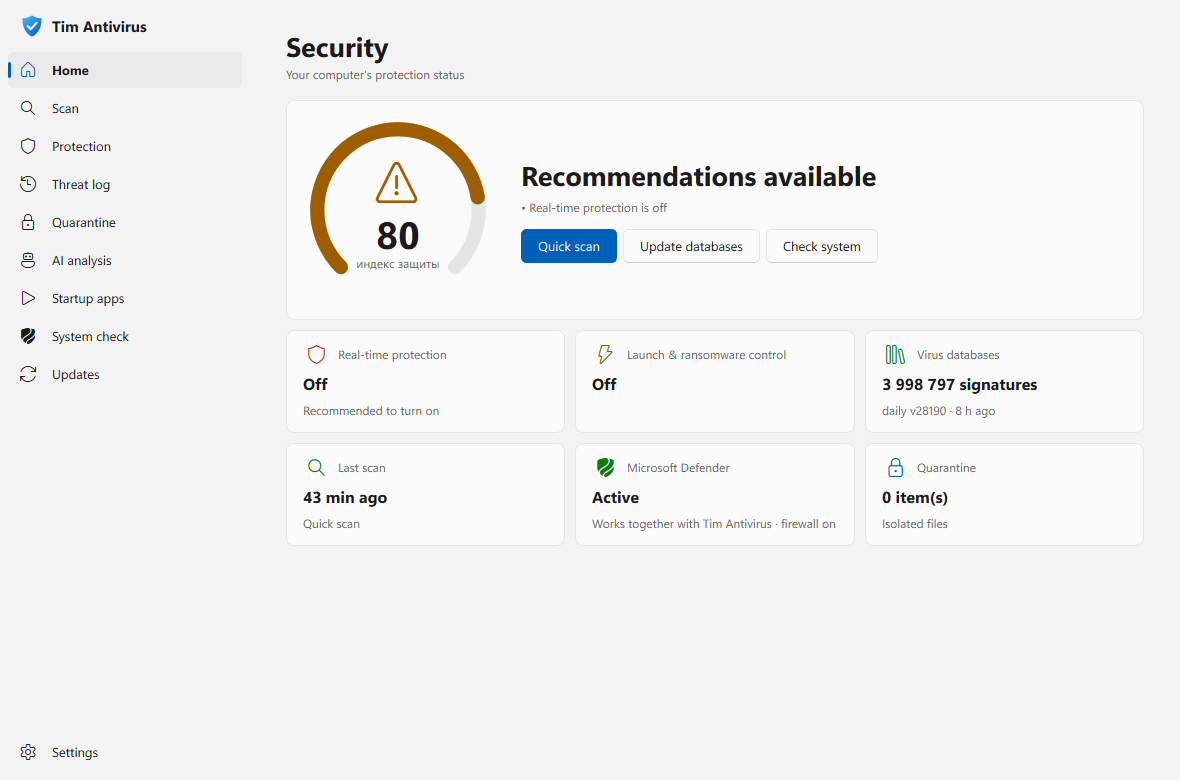 Tim Antivirus
Home
Scan
Protection
Threat log
Quarantine
AI analysis
Startup apps
System check
Updates
Settings
Security
Your computer's protection status
80
индекс защиты
Recommendations available
• Real-time protection is off
Quick scan
Update databases
Check system
Real-time protection
Off
Recommended to turn on
Launch & ransomware control
Off
Virus databases
3 998 797 signatures
daily v28190 · 8 h ago
Last scan
43 min ago
Quick scan
Microsoft Defender
Active
Works together with Tim Antivirus · firewall on
Quarantine
0 item(s)
Isolated files